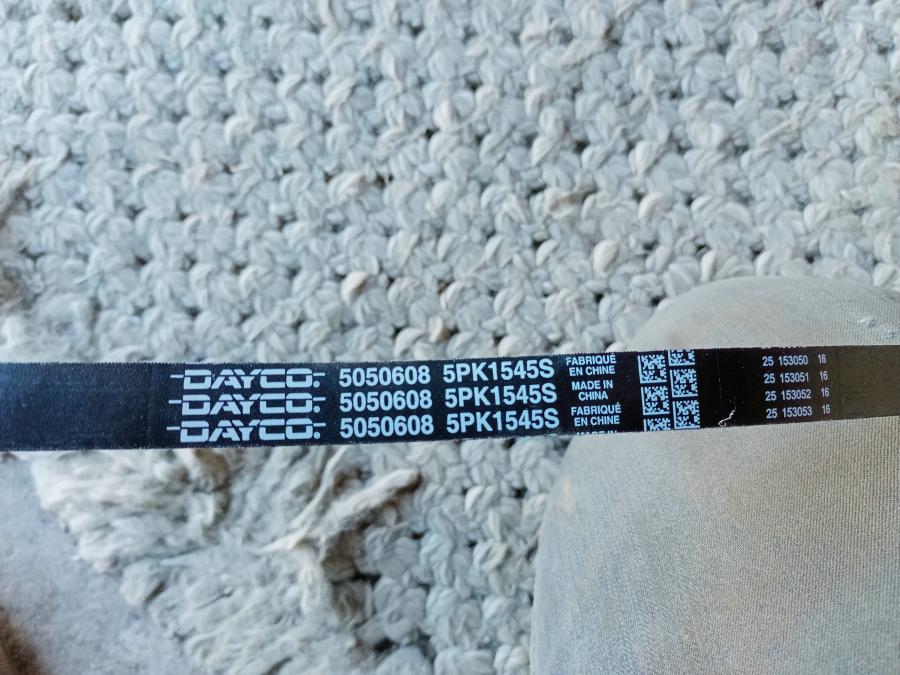 DAYCO. 5050608 5PK1545S FABRIQUÉ EN CHINE
DAYCO. 5050608 5PK1545S MADE IN CHINA
DAYCO. 5050608 5PK1545S FABRIQUÉ EN CHINE
25 153050 16
25 153051 16
25 153052 16
25 153053 16